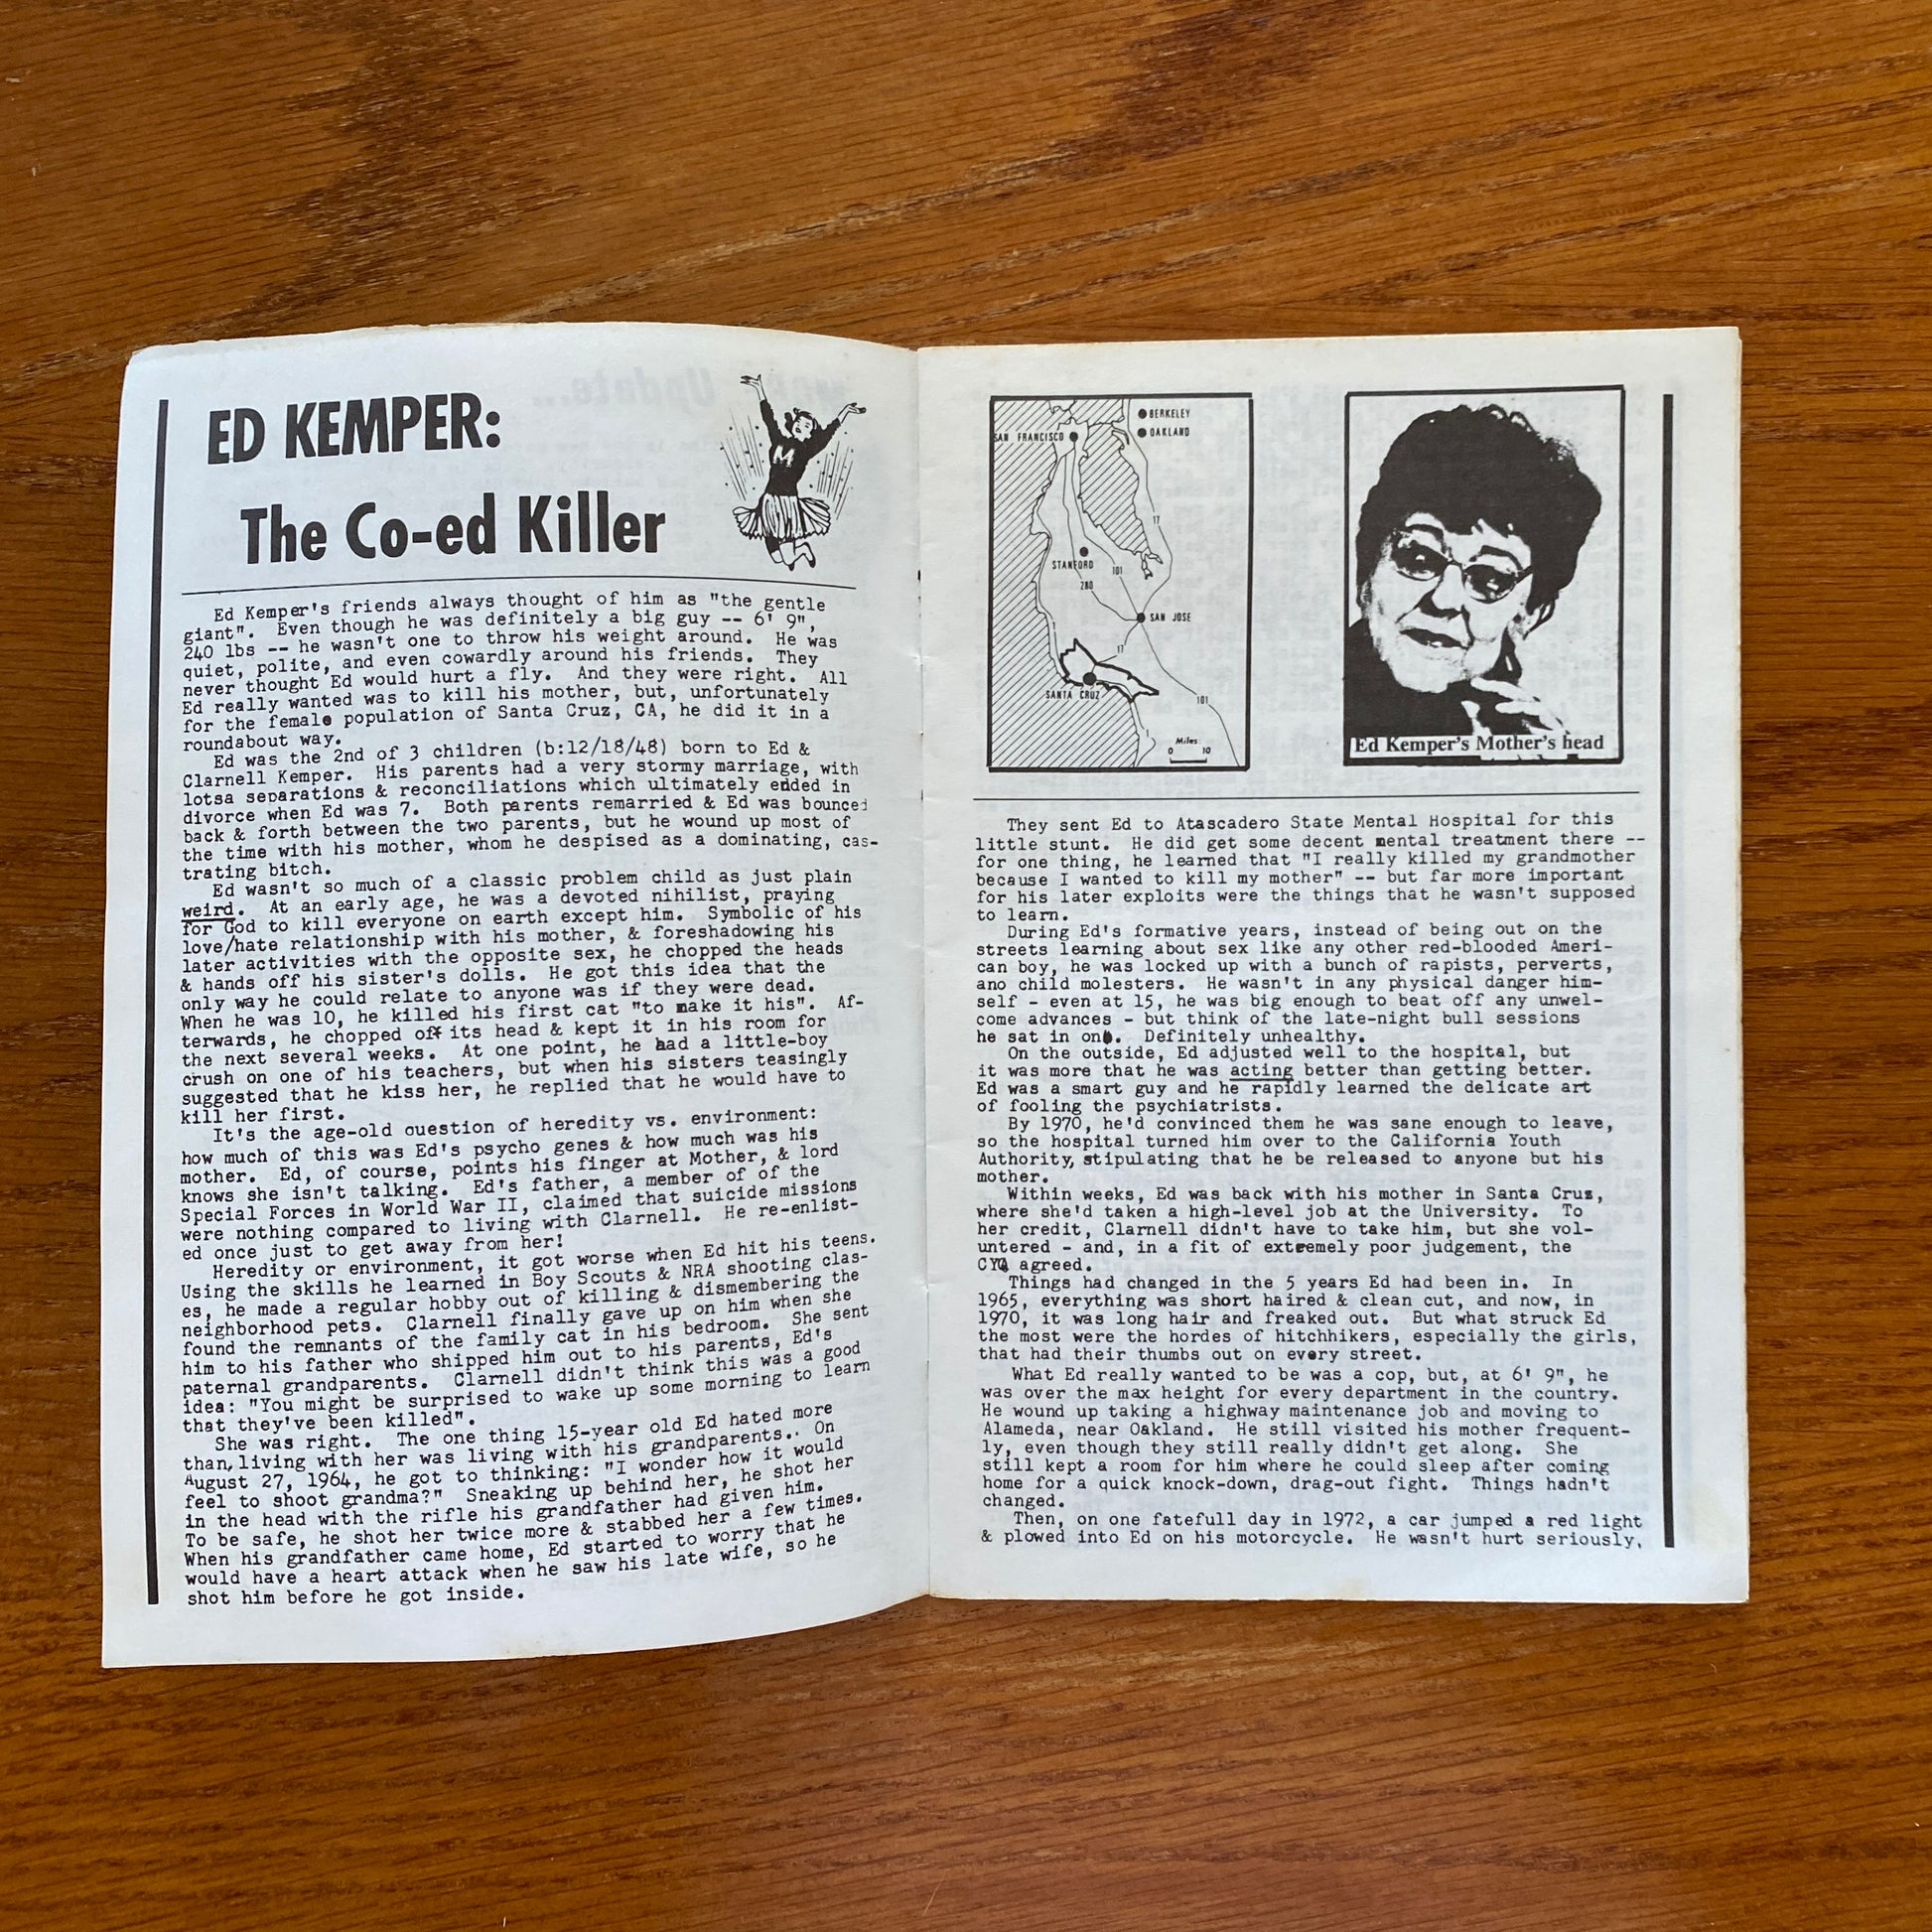 ED KEMPER:
The Co-ed Killer
M
Ed Kemper's friends always thought of him as "the gentle
giant". Even though he was definitely a big guy -- 6' 9",
240 lbs -- he wasn't one to throw his weight around. He was
quiet, polite, and even cowardly around his friends. They
never thought Ed would hurt a fly. And they were right. All
Ed really wanted was to kill his mother, but, unfortunately
for the female population of Santa Cruz, CA, he did it in a
roundabout way.
Ed was the 2nd of 3 children (b:12/18/48) born to Ed &
Clarnell Kemper. His parents had a very stormy marriage, with
lotsa separations & reconciliations which ultimately ended in
divorce when Ed was 7. Both parents remarried & Ed was bounced
back & forth between the two parents, but he wound up most of
the time with his mother, whom he despised as a dominating, cas-
trating bitch.
Ed wasn't so much of a classic problem child as just plain
weird. At an early age, he was a devoted nihilist, praying
for God to kill everyone on earth except him. Symbolic of his
love/hate relationship with his mother, & foreshadowing his
later activities with the opposite sex, he chopped the heads
& hands off his sister's dolls. He got this idea that the
only way he could relate to anyone was if they were dead.
When he was 10, he killed his first cat "to make it his". Af-
terwards, he chopped off its head & kept it in his room for
the next several weeks. At one point, he had a little-boy
crush on one of his teachers, but when his sisters teasingly
suggested that he kiss her, he replied that he would have to
kill her first.
It's the age-old question of heredity vs. environment:
how much of this was Ed's psycho genes & how much was his
mother. Ed, of course, points his finger at Mother, & lord
knows she isn't talking. Ed's father, a member of of the
Special Forces in World War II, claimed that suicide missions
were nothing compared to living with Clarnell. He re-enlist-
ed once just to get away from her!
Heredity or environment, it got worse when Ed hit his teens.
Using the skills he learned in Boy Scouts & NRA shooting clas-
es, he made a regular hobby out of killing & dismembering the
neighborhood pets. Clarnell finally gave up on him when she
found the remnants of the family cat in his bedroom. She sent
him to his father who shipped him out to his parents, Ed's
paternal grandparents. Clarnell didn't think this was a good
idea: "You might be surprised to wake up some morning to learn
that they've been killed".
She was right. The one thing 15-year old Ed hated more
than living with her was living with his grandparents. On
August 27, 1964, he got to thinking: "I wonder how it would
feel to shoot grandma?" Sneaking up behind her, he shot her
in the head with the rifle his grandfather had given him.
To be safe, he shot her twice more & stabbed her a few times.
When his grandfather came home, Ed started to worry that he
would have a heart attack when he saw his late wife, so he
shot him before he got inside.
BERKELEY
OAKLAND
SAN FRANCISCO
17
STANFORD
101
280
SAN JOSE
17
SANTA CRUZ
101
Miles
0 10
Ed Kemper's Mother's head
They sent Ed to Atascadero State Mental Hospital for this
little stunt. He did get some decent mental treatment there --
for one thing, he learned that "I really killed my grandmother
because I wanted to kill my mother" -- but far more important
for his later exploits were the things that he wasn't supposed
to learn.
During Ed's formative years, instead of being out on the
streets learning about sex like any other red-blooded Ameri-
can boy, he was locked up with a bunch of rapists, perverts,
ano child molesters. He wasn't in any physical danger him-
self - even at 15, he was big enough to beat off any unwel-
come advances - but think of the late-night bull sessions
he sat in on. Definitely unhealthy.
On the outside, Ed adjusted well to the hospital, but
it was more that he was acting better than getting better.
Ed was a smart guy and he rapidly learned the delicate art
of fooling the psychiatrists.
By 1970, he'd convinced them he was sane enough to leave,
so the hospital turned him over to the California Youth
Authority, stipulating that he be released to anyone but his
mother.
Within weeks, Ed was back with his mother in Santa Cruz,
where she'd taken a high-level job at the University. To
her credit, Clarnell didn't have to take him, but she vol-
untered - and, in a fit of extremely poor judgement, the
CYA agreed.
Things had changed in the 5 years Ed had been in. In
1965, everything was short haired & clean cut, and now, in
1970, it was long hair and freaked out. But what struck Ed
the most were the hordes of hitchhikers, especially the girls,
that had their thumbs out on every street.
What Ed really wanted to be was a cop, but, at 6' 9", he
was over the max height for every department in the country.
He wound up taking a highway maintenance job and moving to
Alameda, near Oakland. He still visited his mother frequent-
ly, even though they still really didn't get along. She
still kept a room for him where he could sleep after coming
home for a quick knock-down, drag-out fight. Things hadn't
changed.
Then, on one fatefull day in 1972, a car jumped a red light
& plowed into Ed on his motorcycle. He wasn't hurt seriously,